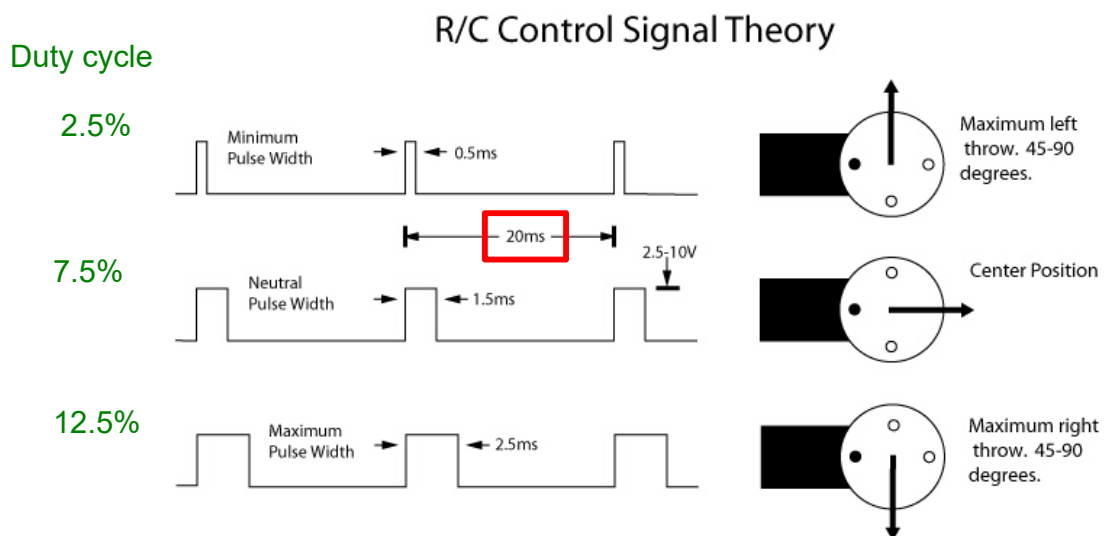 R/C Control Signal Theory
Duty cycle
2.5%
Minimum
Pulse Width
0.5ms
Maximum left
throw. 45-90
degrees.
20ms
2.5-10V
7.5%
Neutral
Pulse Width
1.5ms
Center Position
12.5%
Maximum
Pulse Width
2.5ms
Maximum right
throw. 45-90
degrees.